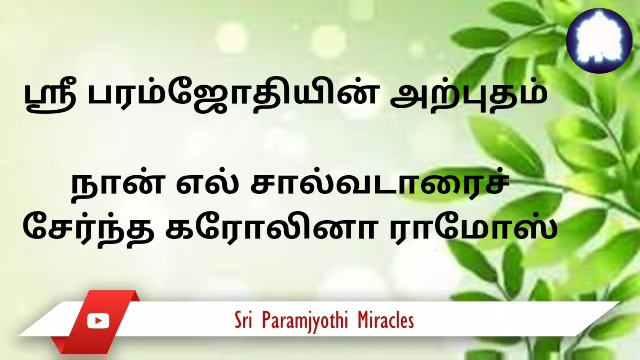 ஸ்ரீ பரம்ஜோதியின் அற்புதம்
நான் எல் சால்வடாரைச்
சேர்ந்த கரோலினா ராமோஸ்
Sri Paramjyothi Miracles